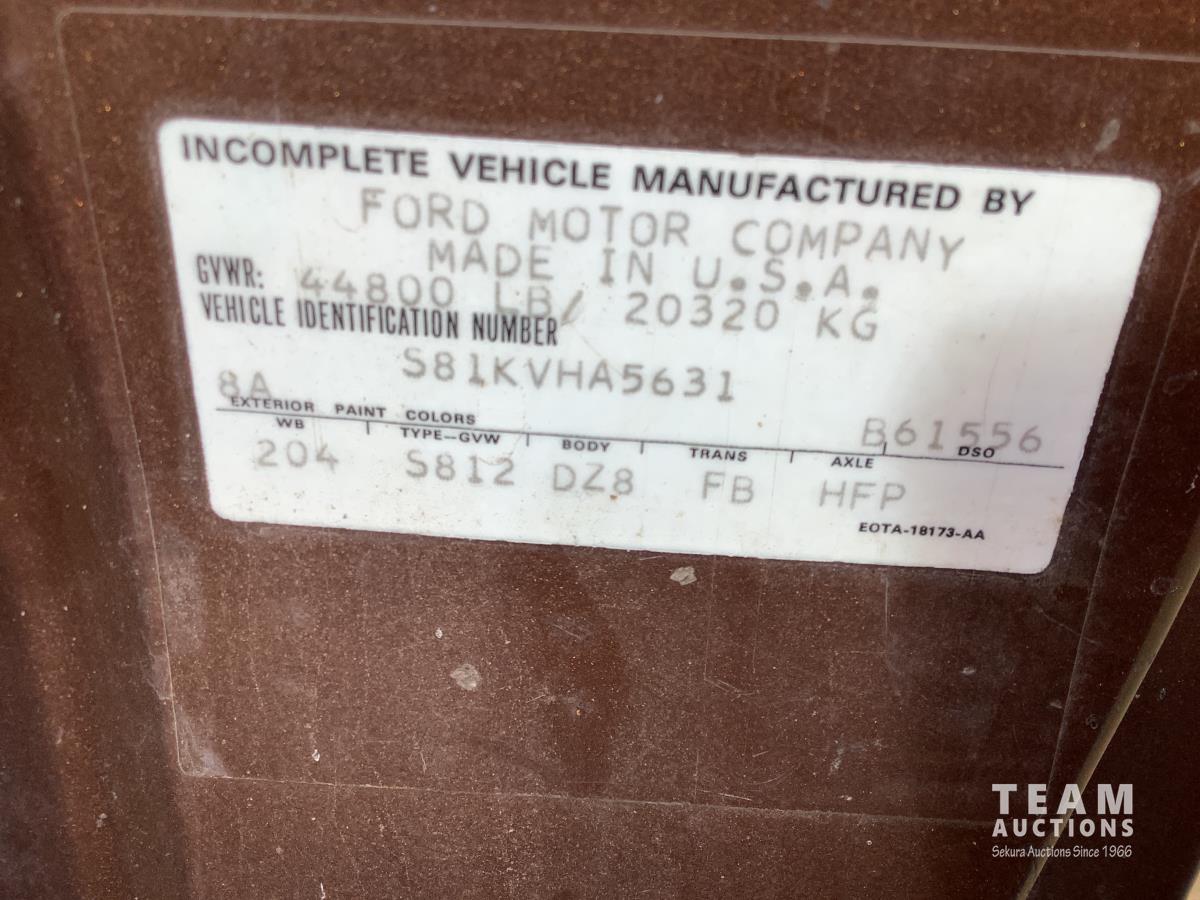 INCOMPLETE VEHICLE MANUFACTURED BY
FORD MOTOR COMPANY
MADE IN U.S.A.
GVWR: 44800 LB/ 20320 KG
VEHICLE IDENTIFICATION NUMBER
S81KVHA5631
8A
EXTERIOR PAINT COLORS B61556
WB TYPE-GVW BODY TRANS AXLE DSO
204 S812 DZ8 FB HFP
EOTA-18173-AA
TEAM
AUCTIONS
Sekura Auctions Since 1966